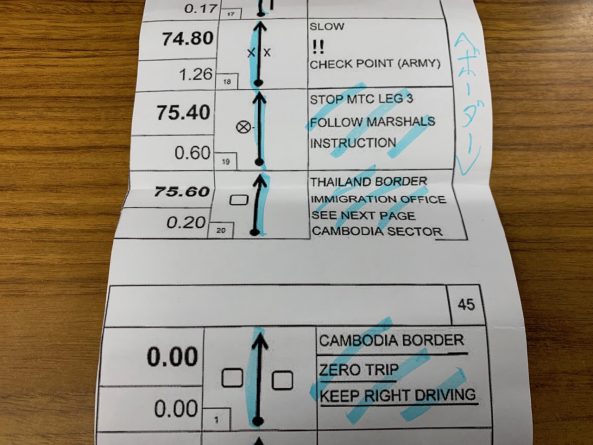 0.17
17
74.80
1.26
18
X X
SLOW
!!
CHECK POINT (ARMY)
75.40
0.60
19
STOP MTC LEG 3
FOLLOW MARSHALS
INSTRUCTION
75.60
0.20
20
THAILAND BORDER
IMMIGRATION OFFICE
SEE NEXT PAGE
CAMBODIA SECTOR
ボーダー
45
0.00
0.00
1
CAMBODIA BORDER
ZERO TRIP
KEEP RIGHT DRIVING